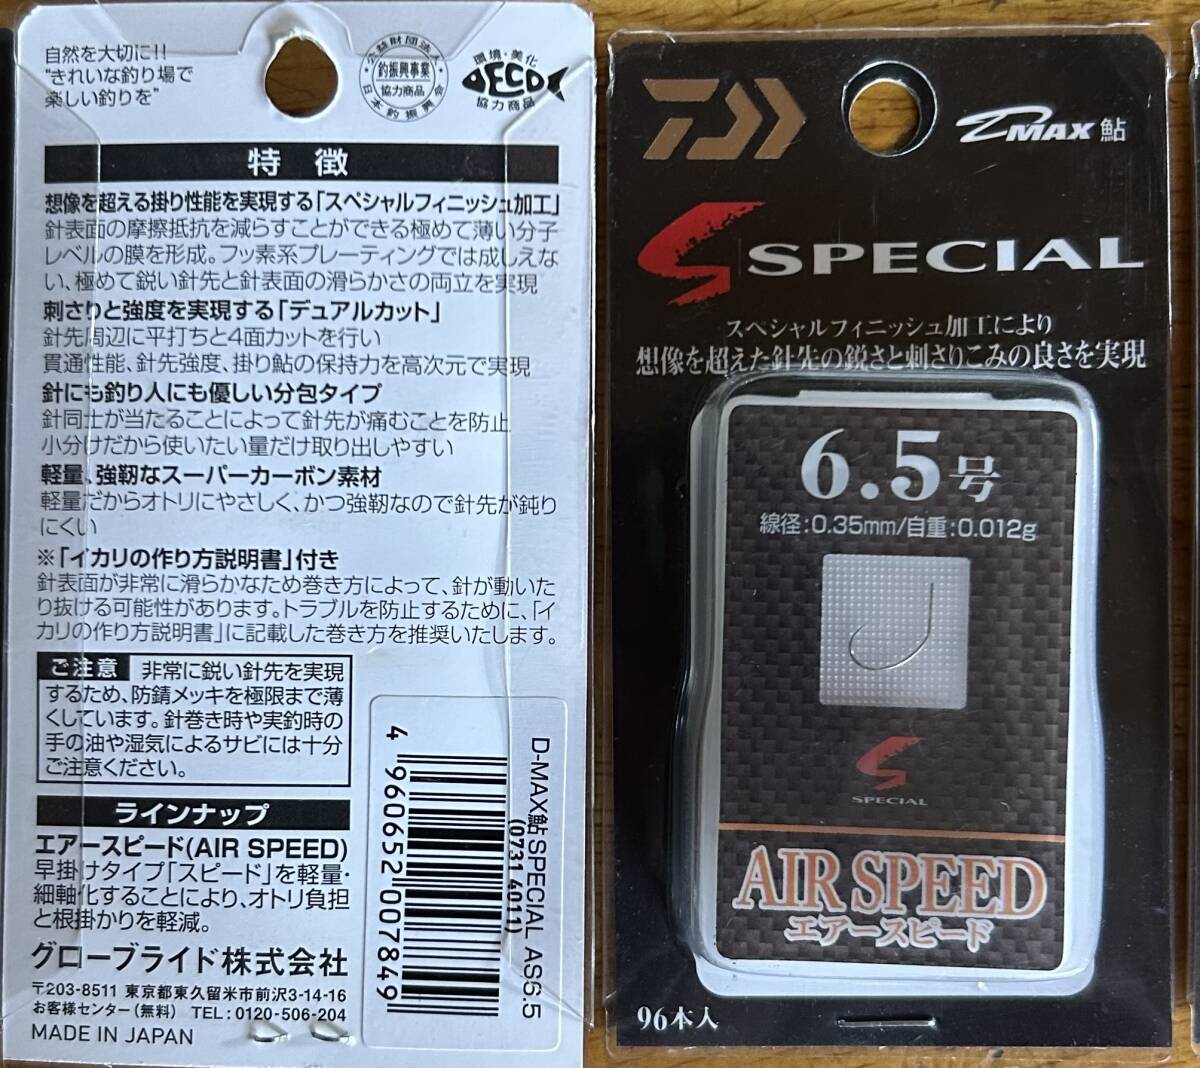 自然を大切に!!
"きれいな釣り場で
楽しい釣りを"
公益財団法人
釣振興事業
協力商品
日本釣振興会
環境・美化
ECO
協力商品
特徴
想像を超える掛り性能を実現する「スペシャルフィニッシュ加工」
針表面の摩擦抵抗を減らすことができる極めて薄い分子
レベルの膜を形成。フッ素系プレーティングでは成しえな
い、極めて鋭い針先と針表面の滑らかさの両立を実現
刺さりと強度を実現する「デュアルカット」
針先周辺に平打ちと4面カットを行い
貫通性能、針先強度、掛り鮎の保持力を高次元で実現
針にも釣り人にも優しい分包タイプ
針同士が当たることによって針先が痛むことを防止
小分けだから使いたい量だけ取り出しやすい
軽量、強靭なスーパーカーボン素材
軽量だからオトリにやさしく、かつ強靭なので針先が鈍り
にくい
※「イカリの作り方説明書」付き
針表面が非常に滑らかなため巻き方によって、針が動いた
り抜ける可能性があります。トラブルを防止するために、「イ
カリの作り方説明書」に記載した巻き方を推奨いたします。
ご注意 非常に鋭い針先を実現
するため、防錆メッキを極限まで薄
くしています。針巻き時や実釣時の
手の油や湿気によるサビには十分
ご注意ください。
ラインナップ
エアースピード(AIR SPEED)
早掛けタイプ「スピード」を軽量・
細軸化することにより、オトリ負担
と根掛かりを軽減。
グローブライド株式会社
〒203-8511 東京都東久留米市前沢3-14-16
お客様センター(無料) TEL:0120-506-204
MADE IN JAPAN
D-MAX鮎SPECIAL AS6.5
(0731 4011)
4 960652 007849
DMAX鮎
S SPECIAL
スペシャルフィニッシュ加工により
想像を超えた針先の鋭さと刺さりこみの良さを実現
6.5号
線径:0.35mm/自重:0.012g
S
SPECIAL
AIR SPEED
エアースピード
96本入